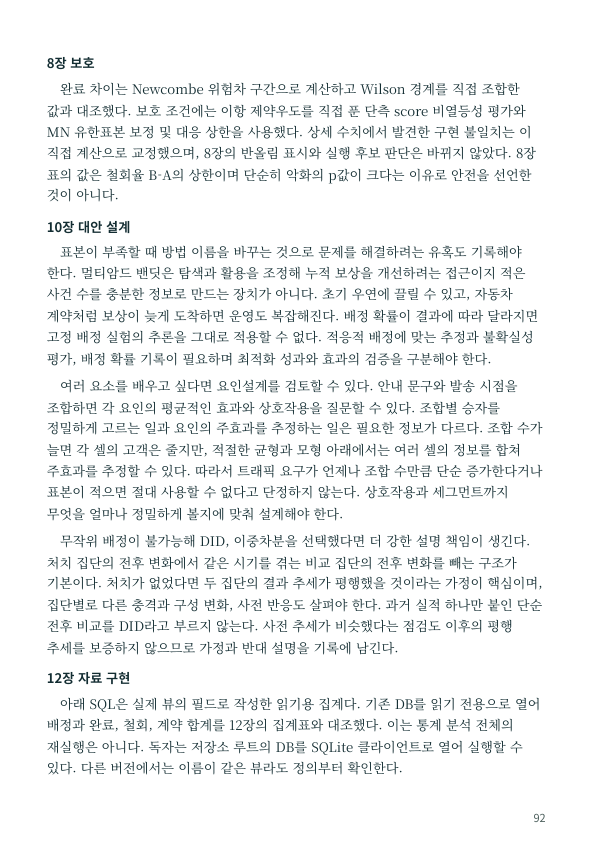 8장 보호
완료 차이는 Newcombe 위험차 구간으로 계산하고 Wilson 경계를 직접 조합한
값과 대조했다. 보호 조건에는 이항 제약우도를 직접 푼 단측 score 비열등성 평가와
MN 유한표본 보정 및 대응 상한을 사용했다. 상세 수치에서 발견한 구현 불일치는 이
직접 계산으로 교정했으며, 8장의 반올림 표시와 실행 후보 판단은 바뀌지 않았다. 8장
표의 값은 철회율 B-A의 상한이며 단순히 악화의 p값이 크다는 이유로 안전을 선언한
것이 아니다.
10장 대안 설계
표본이 부족할 때 방법 이름을 바꾸는 것으로 문제를 해결하려는 유혹도 기록해야
한다. 멀티암드 밴딧은 탐색과 활용을 조정해 누적 보상을 개선하려는 접근이지 적은
사건 수를 충분한 정보로 만드는 장치가 아니다. 초기 우연에 끌릴 수 있고, 자동차
계약처럼 보상이 늦게 도착하면 운영도 복잡해진다. 배정 확률이 결과에 따라 달라지면
고정 배정 실험의 추론을 그대로 적용할 수 없다. 적응적 배정에 맞는 추정과 불확실성
평가, 배정 확률 기록이 필요하며 최적화 성과와 효과의 검증을 구분해야 한다.
여러 요소를 배우고 싶다면 요인설계를 검토할 수 있다. 안내 문구와 발송 시점을
조합하면 각 요인의 평균적인 효과와 상호작용을 질문할 수 있다. 조합별 승자를
정밀하게 고르는 일과 요인의 주효과를 추정하는 일은 필요한 정보가 다르다. 조합 수가
늘면 각 셀의 고객은 줄지만, 적절한 균형과 모형 아래에서는 여러 셀의 정보를 합쳐
주효과를 추정할 수 있다. 따라서 트래픽 요구가 언제나 조합 수만큼 단순 증가한다거나
표본이 적으면 절대 사용할 수 없다고 단정하지 않는다. 상호작용과 세그먼트까지
무엇을 얼마나 정밀하게 볼지에 맞춰 설계해야 한다.
무작위 배정이 불가능해 DID, 이중차분을 선택했다면 더 강한 설명 책임이 생긴다.
처치 집단의 전후 변화에서 같은 시기를 겪는 비교 집단의 전후 변화를 빼는 구조가
기본이다. 처치가 없었다면 두 집단의 결과 추세가 평행했을 것이라는 가정이 핵심이며,
집단별로 다른 충격과 구성 변화, 사전 반응도 살펴야 한다. 과거 실적 하나만 붙인 단순
전후 비교를 DID라고 부르지 않는다. 사전 추세가 비슷했다는 점검도 이후의 평행
추세를 보증하지 않으므로 가정과 반대 설명을 기록에 남긴다.
12장 자료 구현
아래 SQL은 실제 뷰의 필드로 작성한 읽기용 집계다. 기존 DB를 읽기 전용으로 열어
배정과 완료, 철회, 계약 합계를 12장의 집계표와 대조했다. 이는 통계 분석 전체의
재실행은 아니다. 독자는 저장소 루트의 DB를 SQLite 클라이언트로 열어 실행할 수
있다. 다른 버전에서는 이름이 같은 뷰라도 정의부터 확인한다.
92